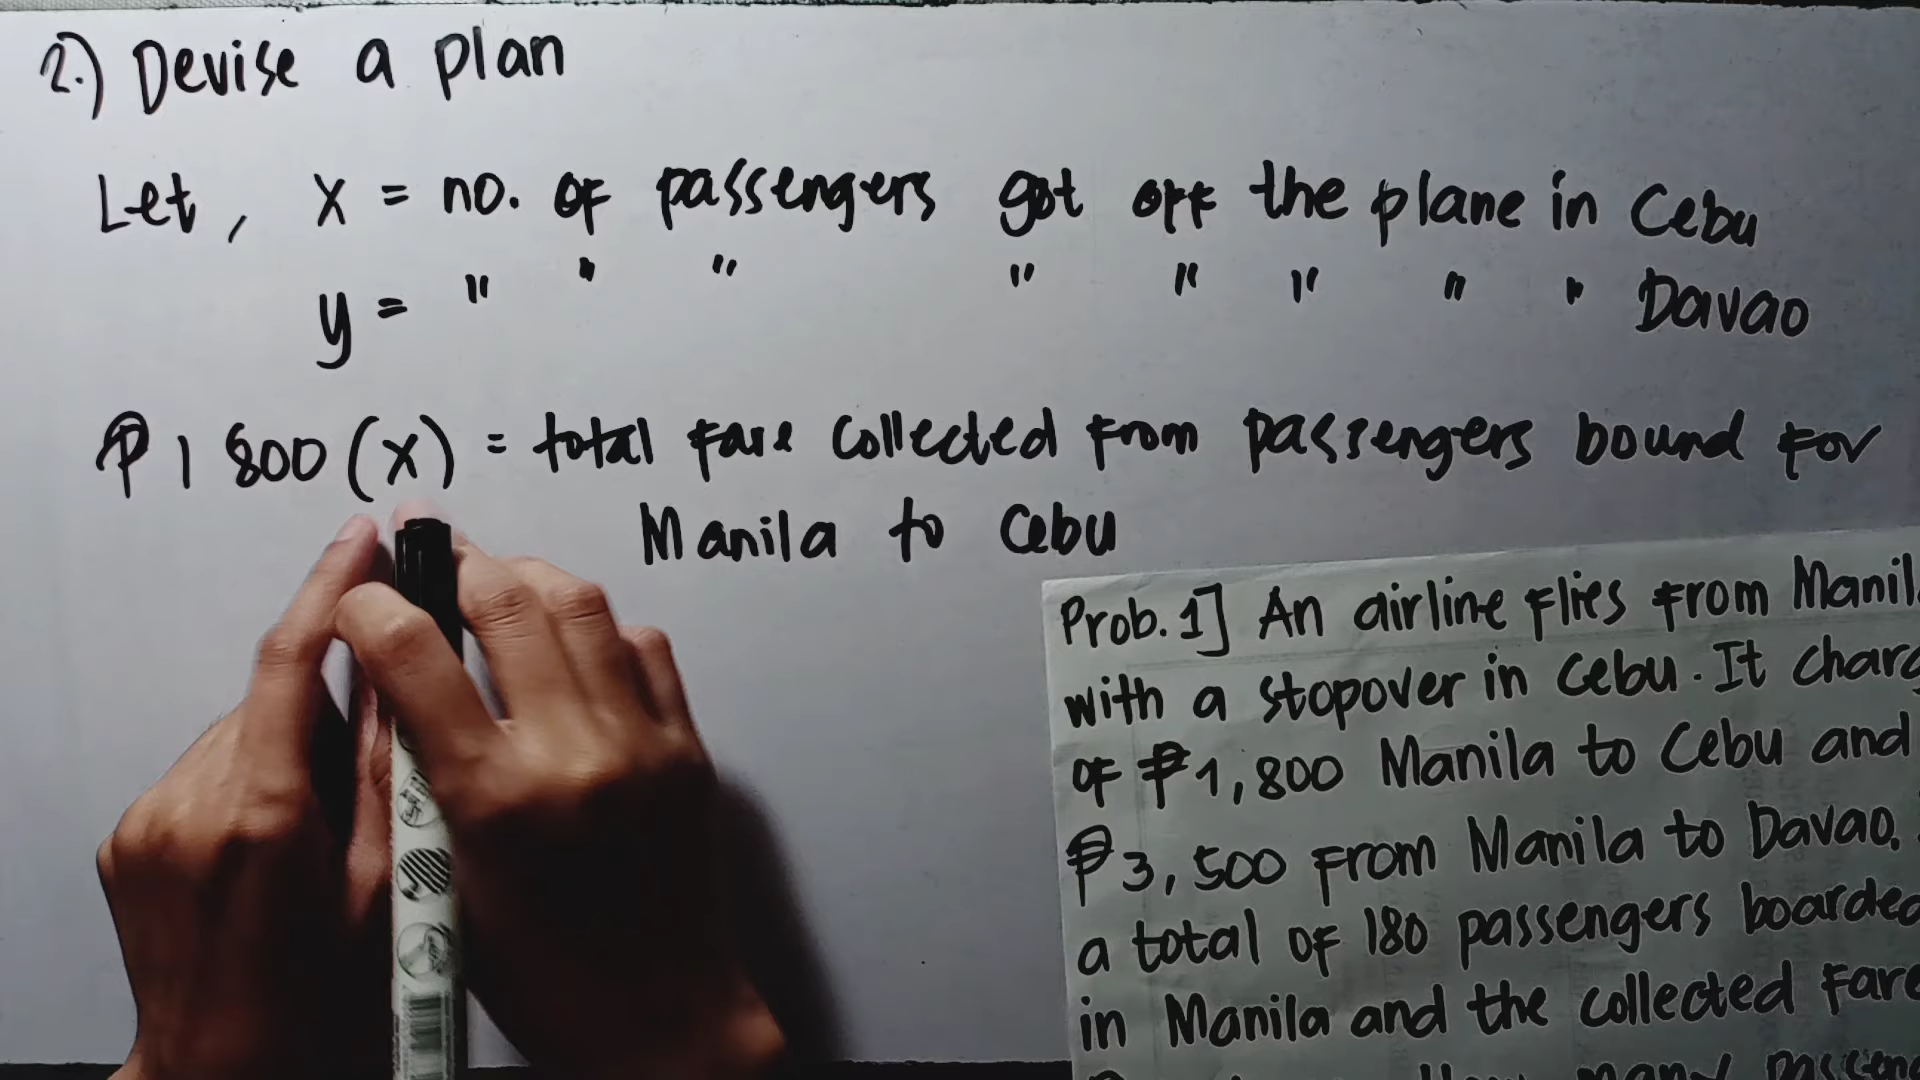 2.) Devise a plan
Let, x = no. of passengers got off the plane in Cebu
y = " " " " " " " " Davao
₱1 800 (x) = total fare collected from passengers bound for
Manila to Cebu
Prob. 1] An airline flies from
with a stopover in Cebu. It
of ₱1,800 Manila to Cebu and
₱3,500 from Manila to Davao.
a total of 180 passengers boarded
in Manila and the collected
many